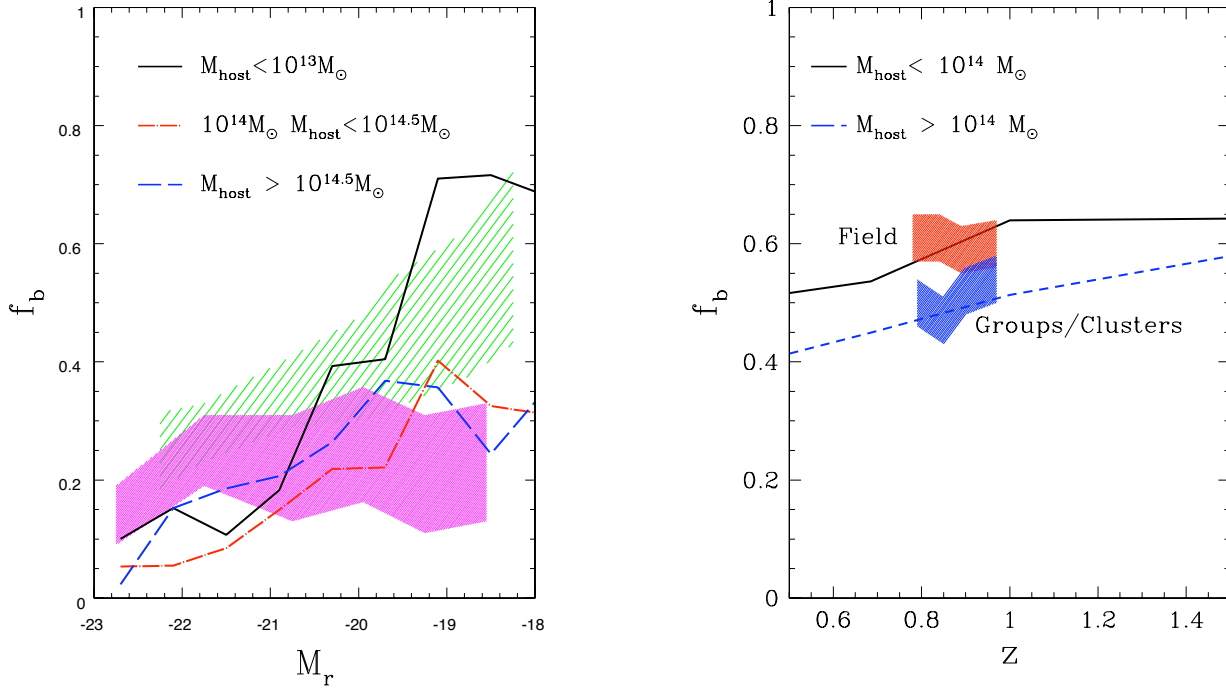 1
0.8
0.6
0.4
0.2
0
f_b
M_host<10^13M_⊙
10^14M_⊙ M_host<10^14.5M_⊙
M_host > 10^14.5M_⊙
-23 -22 -21 -20 -19 -18
M_r
1
0.8
0.6
0.4
0.2
0
f_b
M_host< 10^14 M_⊙
M_host > 10^14 M_⊙
Field
Groups/Clusters
0.6 0.8 1 1.2 1.4
z